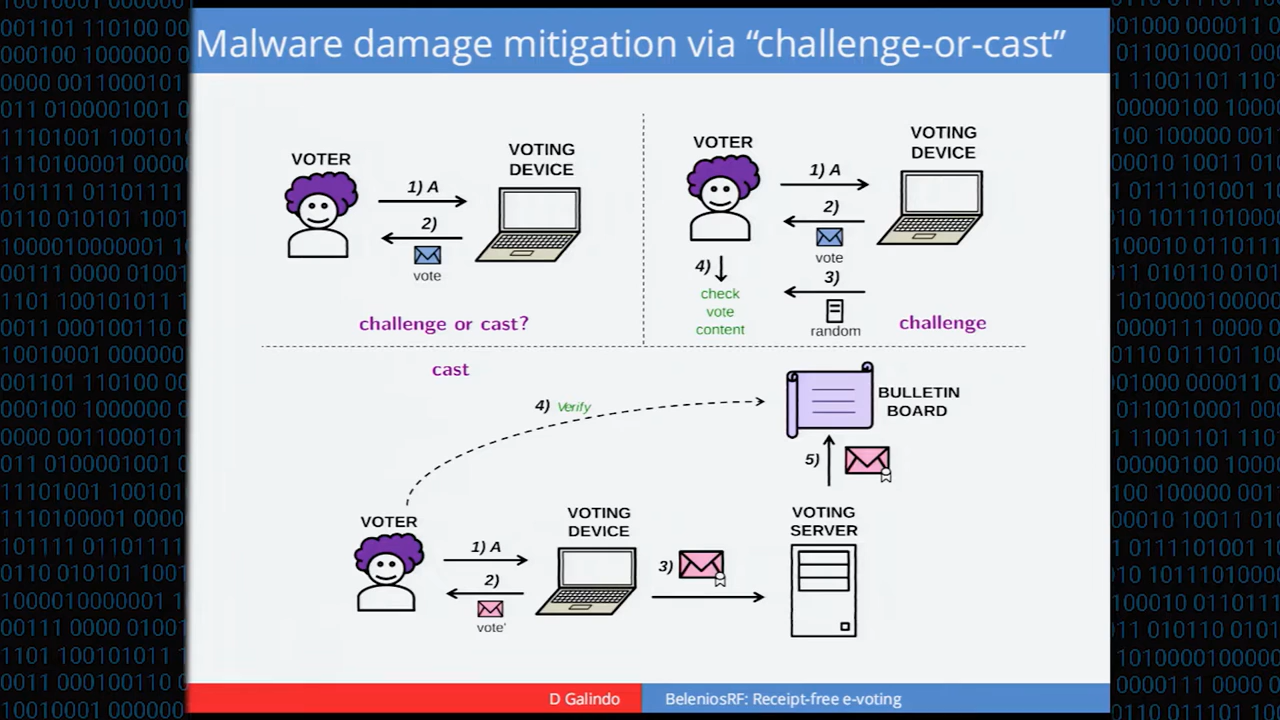 Malware damage mitigation via “challenge-or-cast”
VOTER
VOTING
DEVICE
1) A
2)
vote
challenge or cast?
VOTER
VOTING
DEVICE
1) A
2)
vote
3)
random
4)
check
vote
content
challenge
cast
4) Verify
BULLETIN
BOARD
5)
VOTER
VOTING
DEVICE
VOTING
SERVER
1) A
2)
vote'
3)
D Galindo
BeleniosRF: Receipt-free e-voting